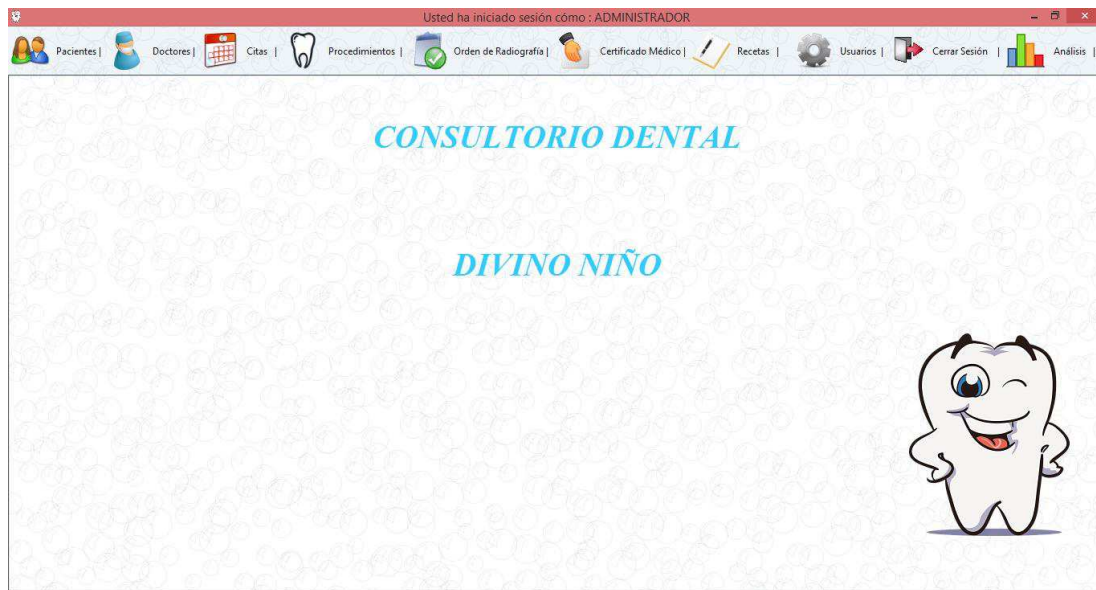 Usted ha iniciado sesión cómo : ADMINISTRADOR
Pacientes | Doctores | Citas | Procedimientos | Orden de Radiografía | Certificado Médico | Recetas | Usuarios | Cerrar Sesión | Análisis |
CONSULTORIO DENTAL
DIVINO NIÑO